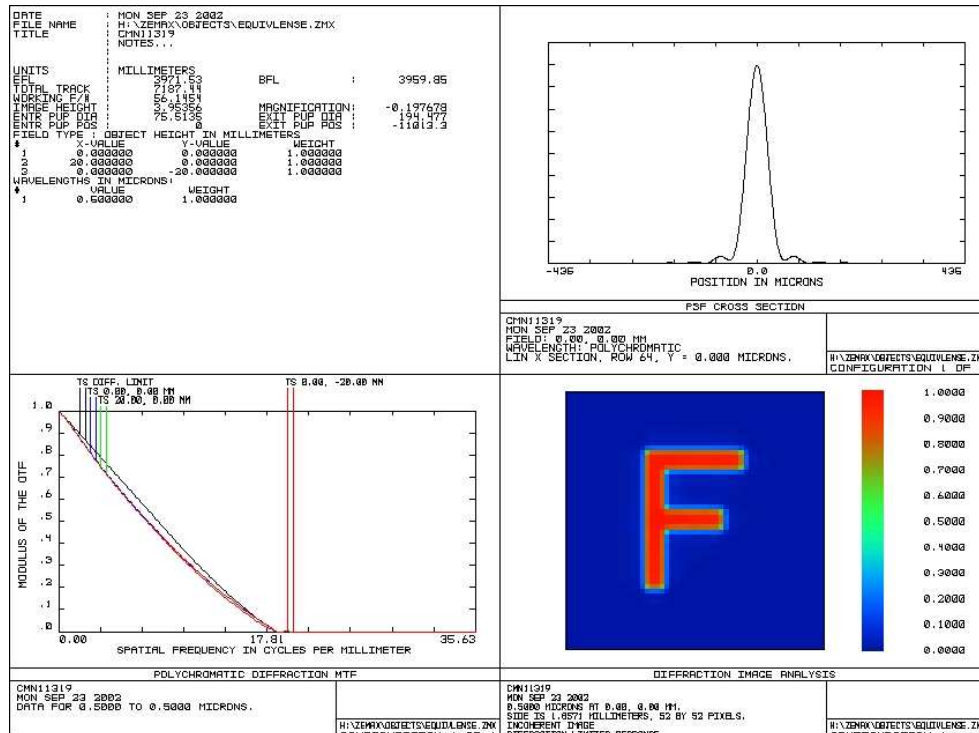 DATE : MON SEP 23 2002
FILE NAME : H:\ZEMAX\OBJECTS\EQUIVLENSE.ZMX
TITLE : CMN11319
NOTES...
UNITS MILLIMETERS
EFL 3971.53 BFL : 3959.85
TOTAL TRACK 7187.44
WORKING F/# 56.1454
IMAGE HEIGHT 3.95356 MAGNIFICATION: -0.197678
ENTR PUP DIA 75.5135 EXIT PUP DIA : 194.477
ENTR PUP POS 0 EXIT PUP POS : -11013.3
FIELD TYPE : OBJECT HEIGHT IN MILLIMETERS
# X-VALUE Y-VALUE WEIGHT
1 0.000000 0.000000 1.000000
2 20.000000 0.000000 1.000000
3 0.000000 -20.000000 1.000000
WAVELENGTHS IN MICRONS:
# VALUE WEIGHT
1 0.500000 1.000000
-435 0.0 435
POSITION IN MICRONS
PSF CROSS SECTION
CMN11319
MON SEP 23 2002
FIELD: 0.00, 0.00 MM
WAVELENGTH: POLYCHROMATIC
LIN X SECTION, ROW 64, Y = 0.000 MICRONS.
H:\ZEMAX\OBJECTS\EQUIVLENSE.ZM
CONFIGURATION 1 OF
TS DIFF. LIMIT
TS 0.00, 0.00 MM
TS 20.00, 0.00 MM
TS 0.00, -20.00 MM
1.0
.9
.8
.7
.6
.5
.4
.3
.2
.1
.0
MODULUS OF THE OTF
0.00 17.81 35.63
SPATIAL FREQUENCY IN CYCLES PER MILLIMETER
POLYCHROMATIC DIFFRACTION MTF
CMN11319
MON SEP 23 2002
DATA FOR 0.5000 TO 0.5000 MICRONS.
H:\ZEMAX\OBJECTS\EQUIVLENSE.ZMX
F
1.0000
0.9000
0.8000
0.7000
0.6000
0.5000
0.4000
0.3000
0.2000
0.1000
0.0000
DIFFRACTION IMAGE ANALYSIS
CMN11319
MON SEP 23 2002
0.5000 MICRONS AT 0.00, 0.00 MM.
SIDE IS 1.6571 MILLIMETERS, 52 BY 52 PIXELS.
INCOHERENT IMAGE
H:\ZEMAX\OBJECTS\EQUIVLENSE.ZM